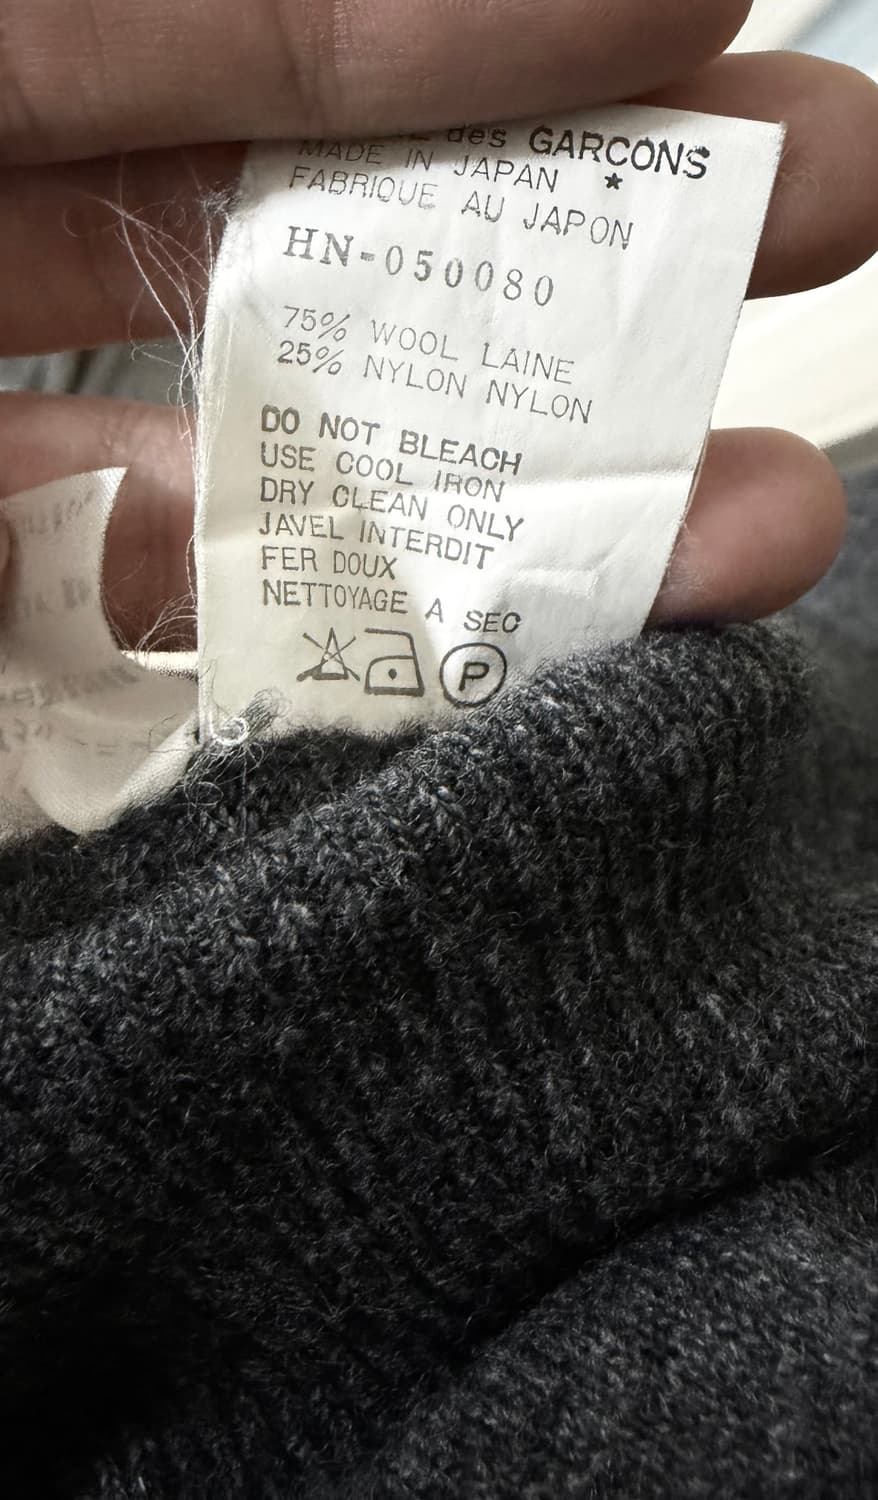 des GARCONS
MADE IN JAPAN ★
FABRIQUE AU JAPON
HN-050080
75% WOOL LAINE
25% NYLON NYLON
DO NOT BLEACH
USE COOL IRON
DRY CLEAN ONLY
JAVEL INTERDIT
FER DOUX
NETTOYAGE A SEC
P